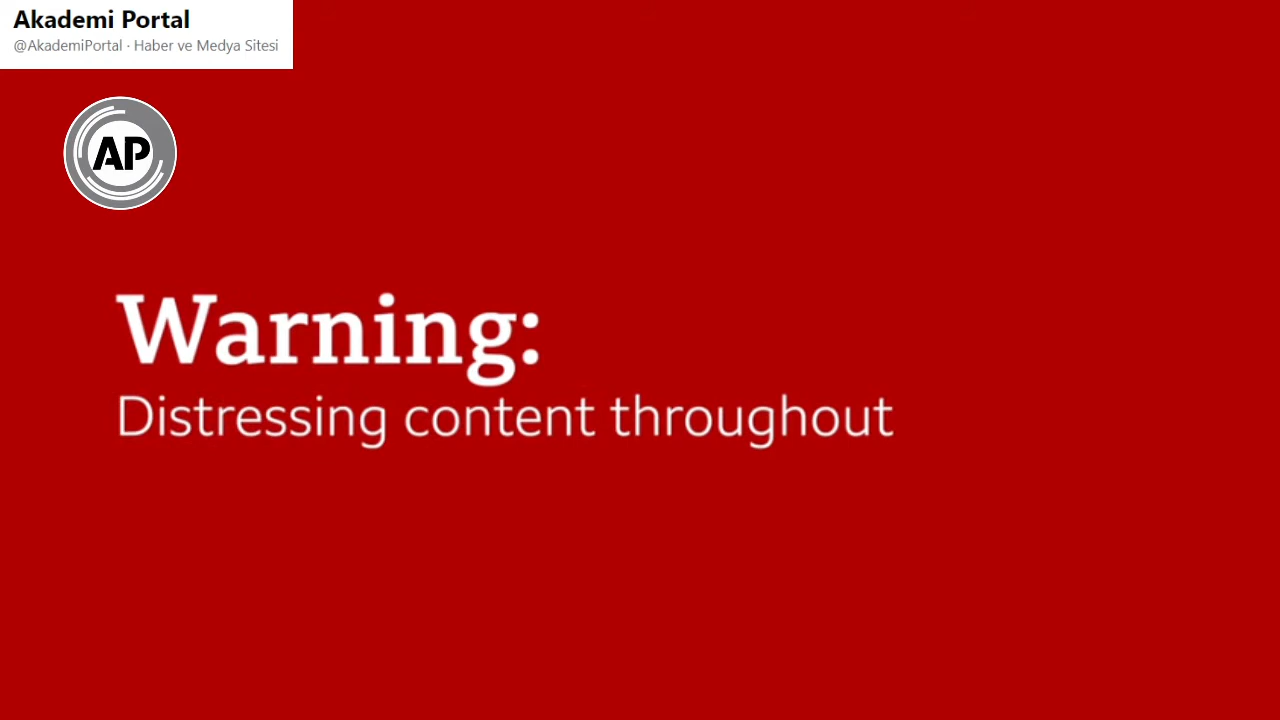 Akademi Portal
@AkademiPortal · Haber ve Medya Sitesi
AP
Warning:
Distressing content throughout